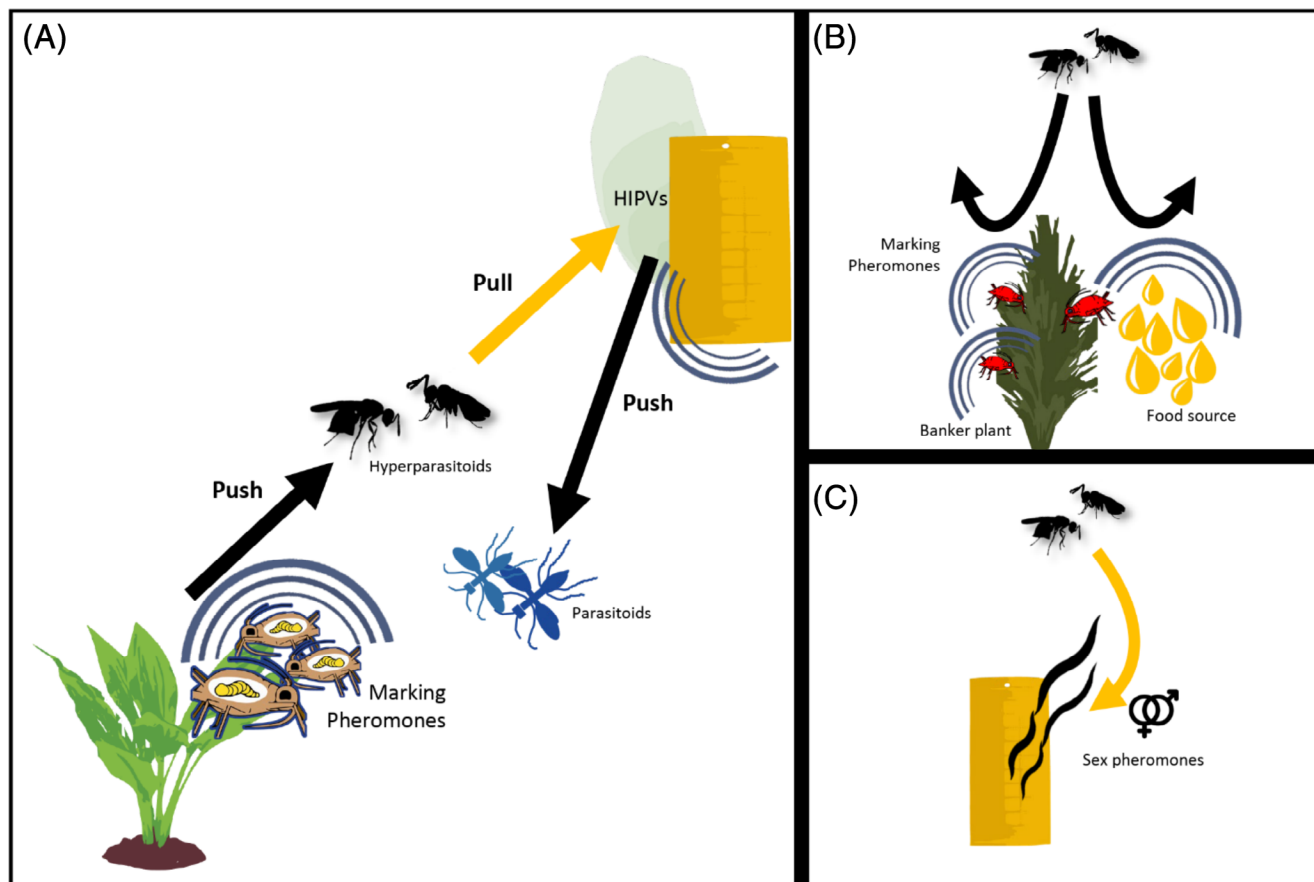 (A)
HIPVs
Pull
Push
Hyperparasitoids
Push
Parasitoids
Marking
Pheromones
(B)
Marking
Pheromones
Banker plant
Food source
(C)
Sex pheromones